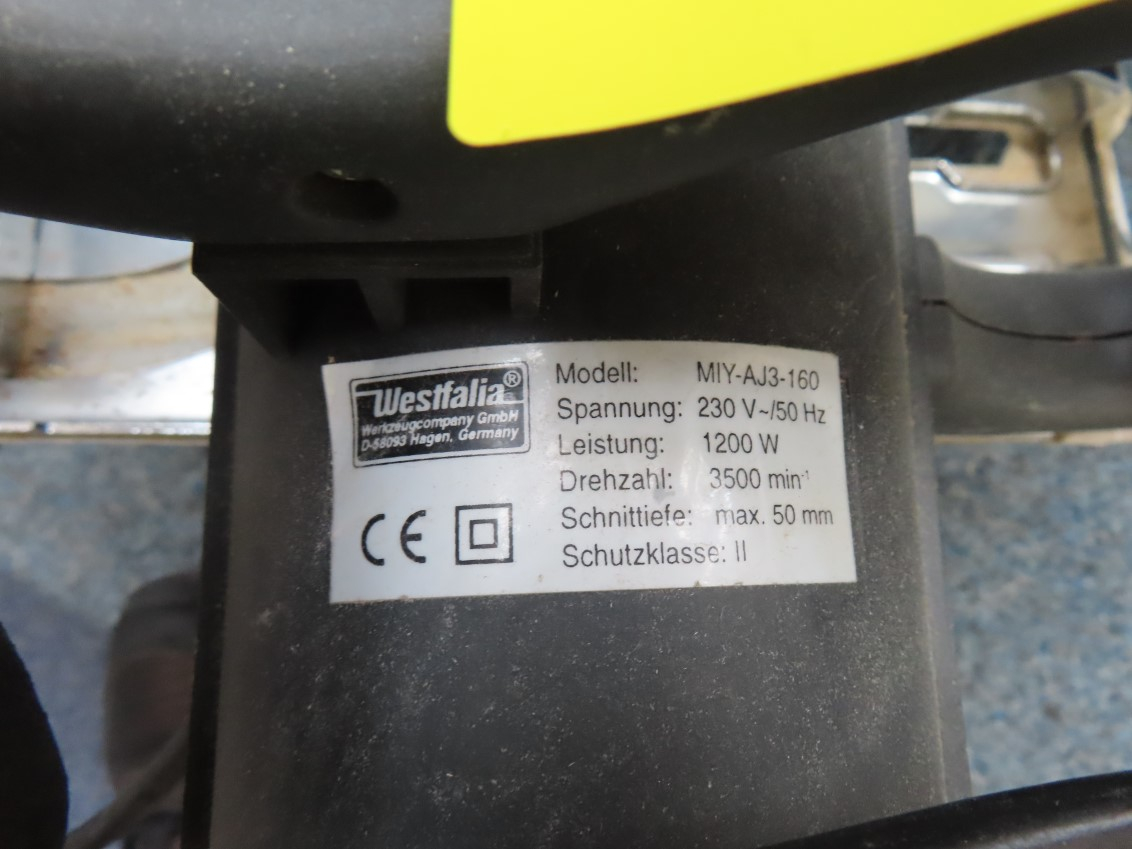 Westfalia®
Werkzeugcompany GmbH
D-58093 Hagen, Germany
CE
Modell: MIY-AJ3-160
Spannung: 230 V~/50 Hz
Leistung: 1200 W
Drehzahl: 3500 min⁻¹
Schnittiefe: max. 50 mm
Schutzklasse: II